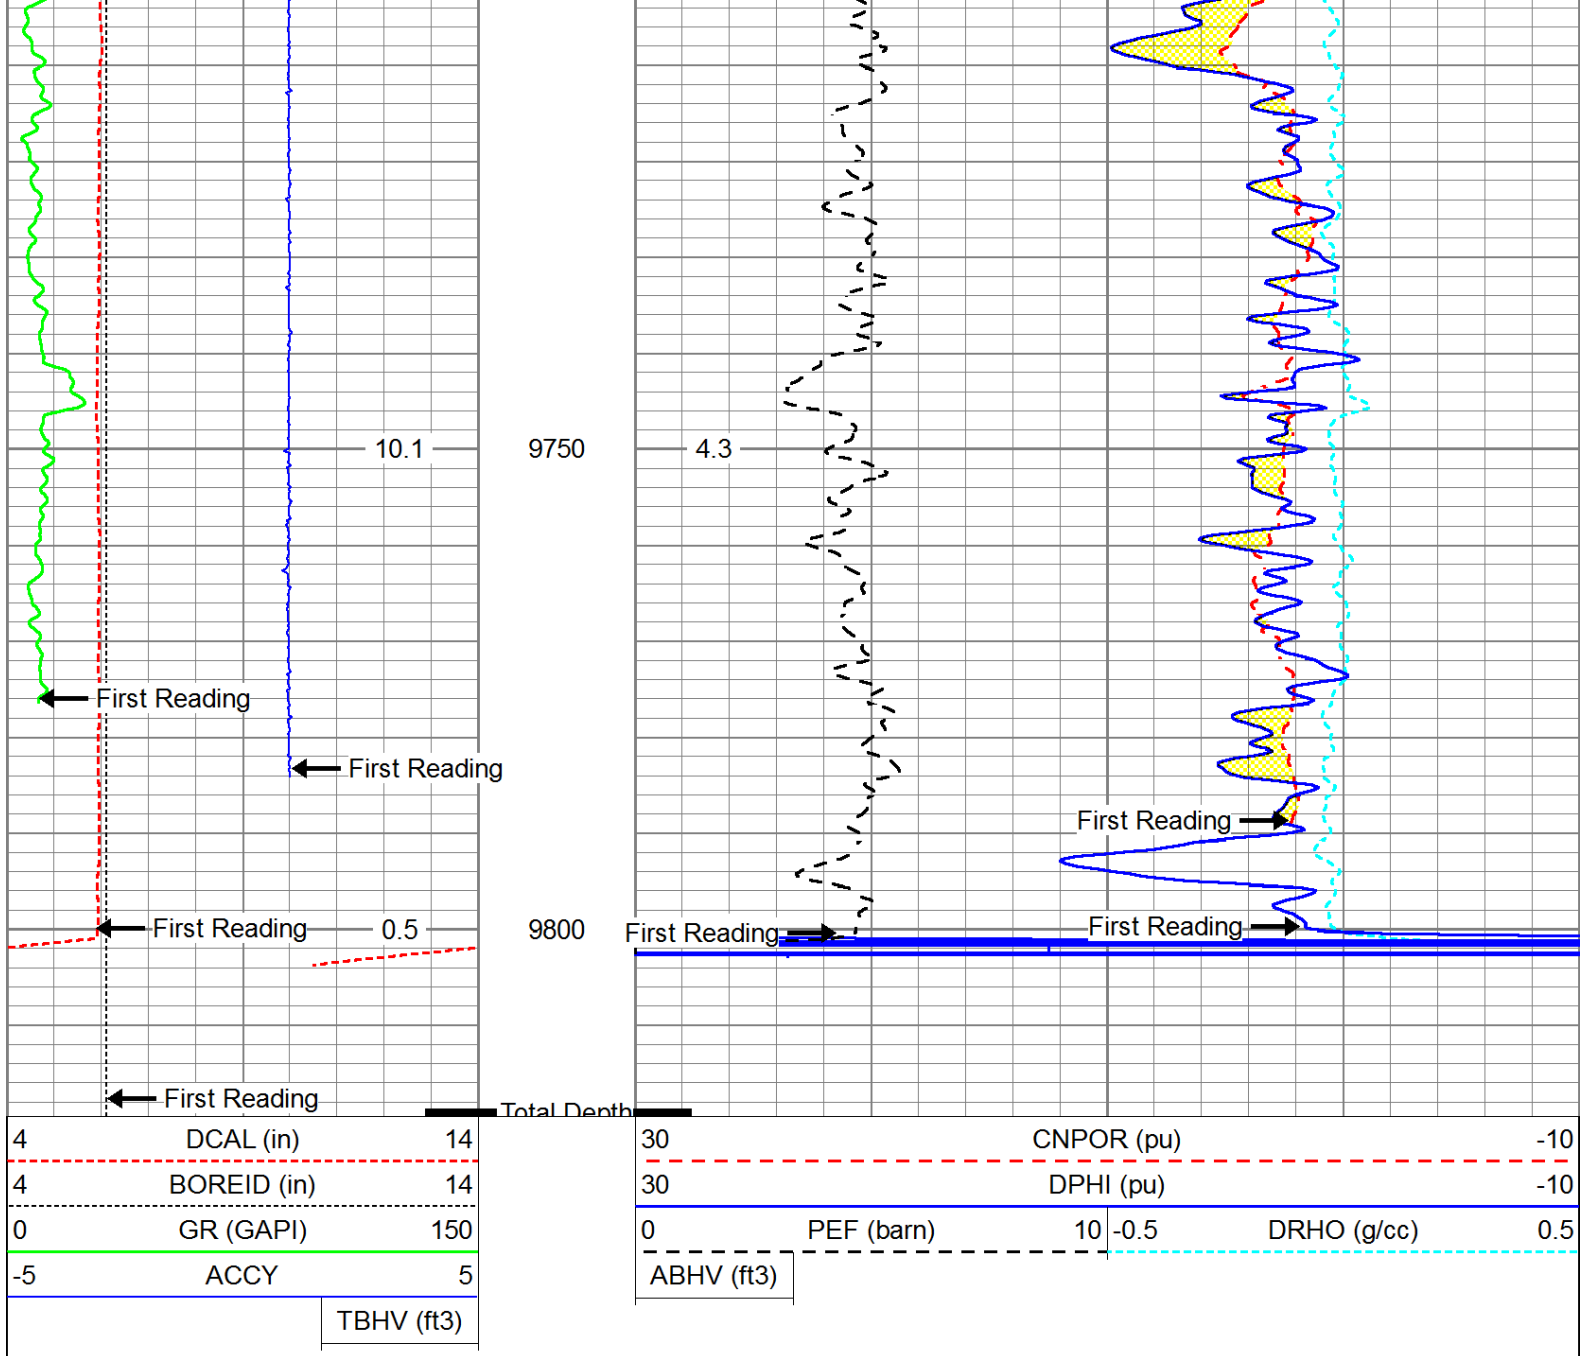 10.1 9750 4.3
First Reading
First Reading
First Reading
First Reading 0.5 9800 First Reading First Reading
First Reading
Total Depth
4 DCAL (in) 14 30 CNPOR (pu) -10
4 BOREID (in) 14 30 DPHI (pu) -10
0 GR (GAPI) 150 0 PEF (barn) 10 -0.5 DRHO (g/cc) 0.5
-5 ACCY 5 ABHV (ft3)
TBHV (ft3)